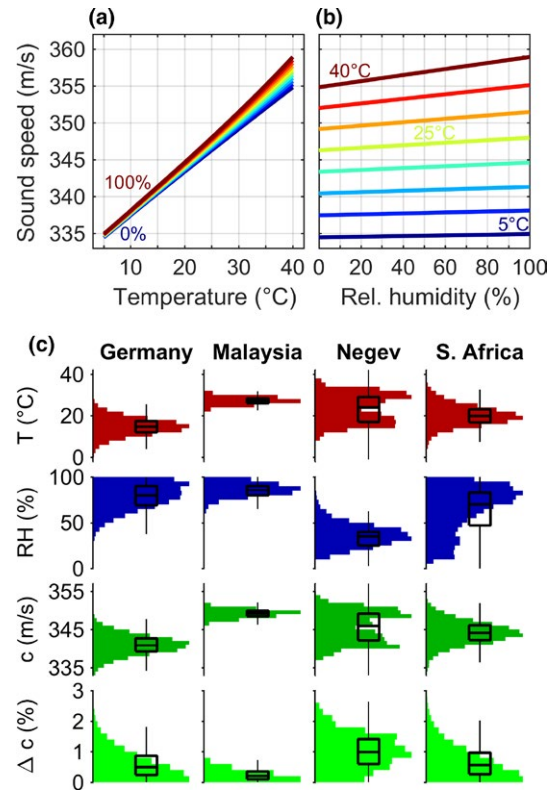 (a)
(b)
Sound speed (m/s)
360
355
350
345
340
335
100%
0%
10 20 30 40
Temperature (°C)
40°C
25°C
5°C
0 20 40 60 80 100
Rel. humidity (%)
(c)
Germany Malaysia Negev S. Africa
T (°C)
40
20
0
RH (%)
100
50
0
c (m/s)
355
345
335
Δ c (%)
3
2
1
0